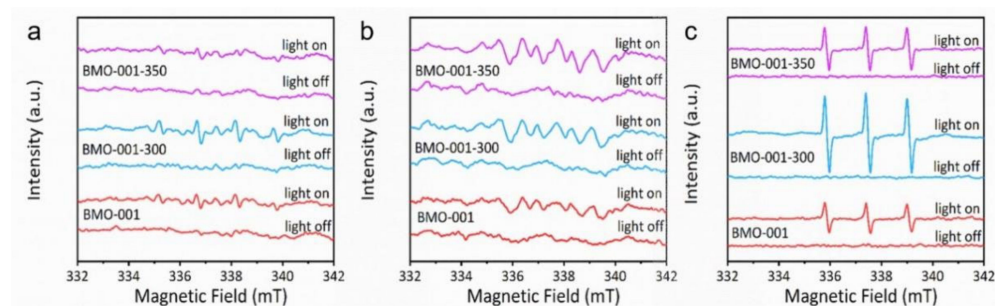 a
Intensity (a.u.)
light on
BMO-001-350
light off
light on
BMO-001-300
light off
light on
BMO-001
light off
332 334 336 338 340 342
Magnetic Field (mT)
b
Intensity (a.u.)
light on
BMO-001-350
light off
light on
BMO-001-300
light off
light on
BMO-001
light off
332 334 336 338 340 342
Magnetic Field (mT)
c
Intensity (a.u.)
light on
BMO-001-350
light off
light on
BMO-001-300
light off
light on
BMO-001
light off
332 334 336 338 340 342
Magnetic Field (mT)